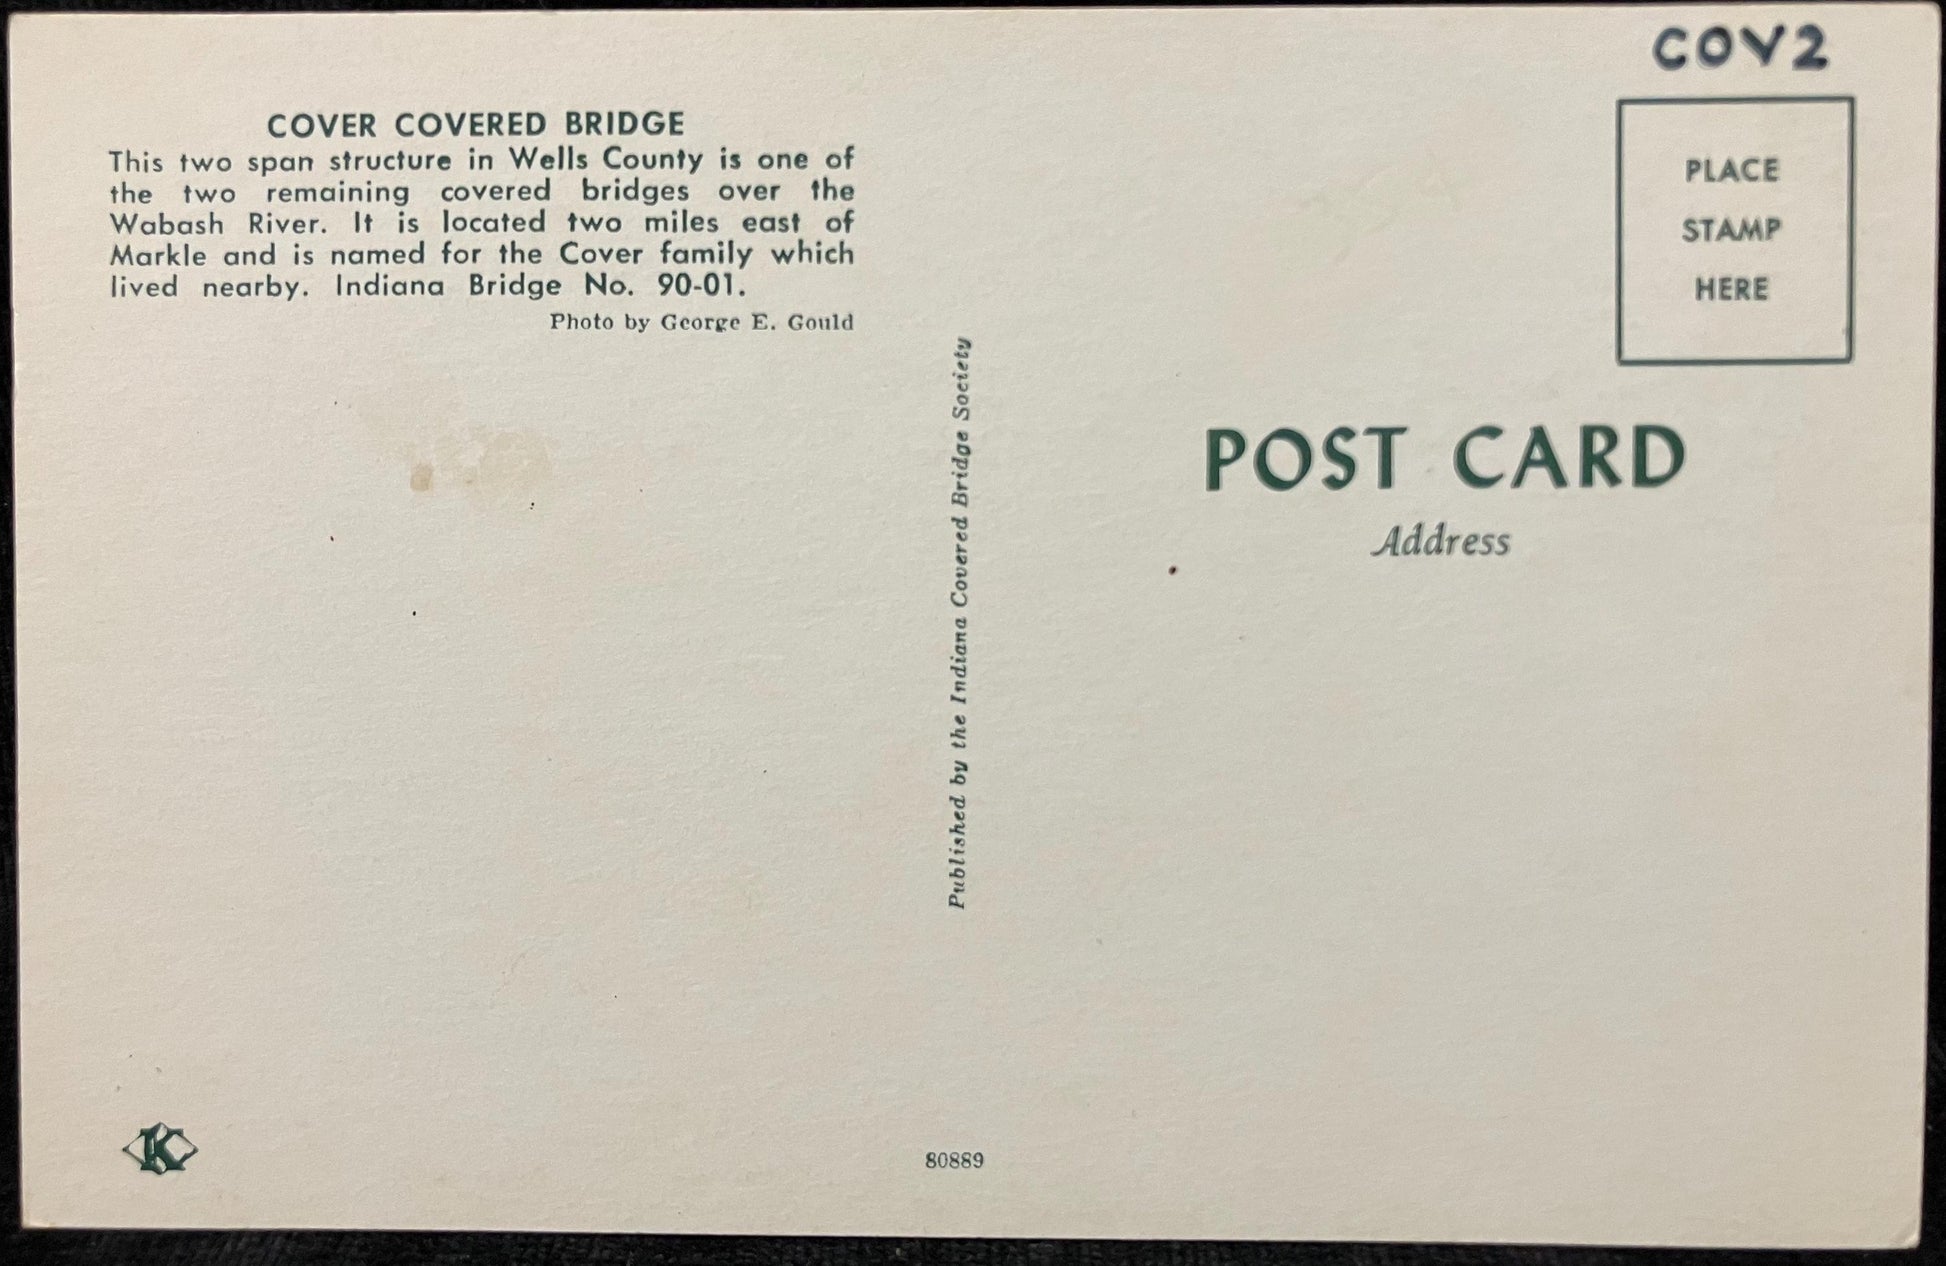 COV2
COVER COVERED BRIDGE
This two span structure in Wells County is one of
the two remaining covered bridges over the
Wabash River. It is located two miles east of
Markle and is named for the Cover family which
lived nearby. Indiana Bridge No. 90-01.
Photo by George E. Gould
Published by the Indiana Covered Bridge Society
PLACE
STAMP
HERE
POST CARD
Address
K
80889